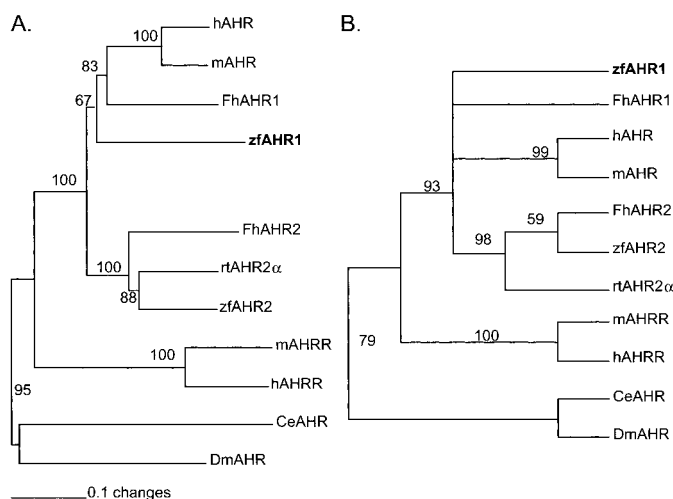 A.
hAHR
100
mAHR
83
FhAHR1
67
zfAHR1
100
FhAHR2
100
rtAHR2α
88
zfAHR2
mAHRR
100
hAHRR
95
CeAHR
DmAHR
0.1 changes
B.
zfAHR1
FhAHR1
hAHR
99
mAHR
93
FhAHR2
59
98
zfAHR2
rtAHR2α
mAHRR
79
100
hAHRR
CeAHR
DmAHR